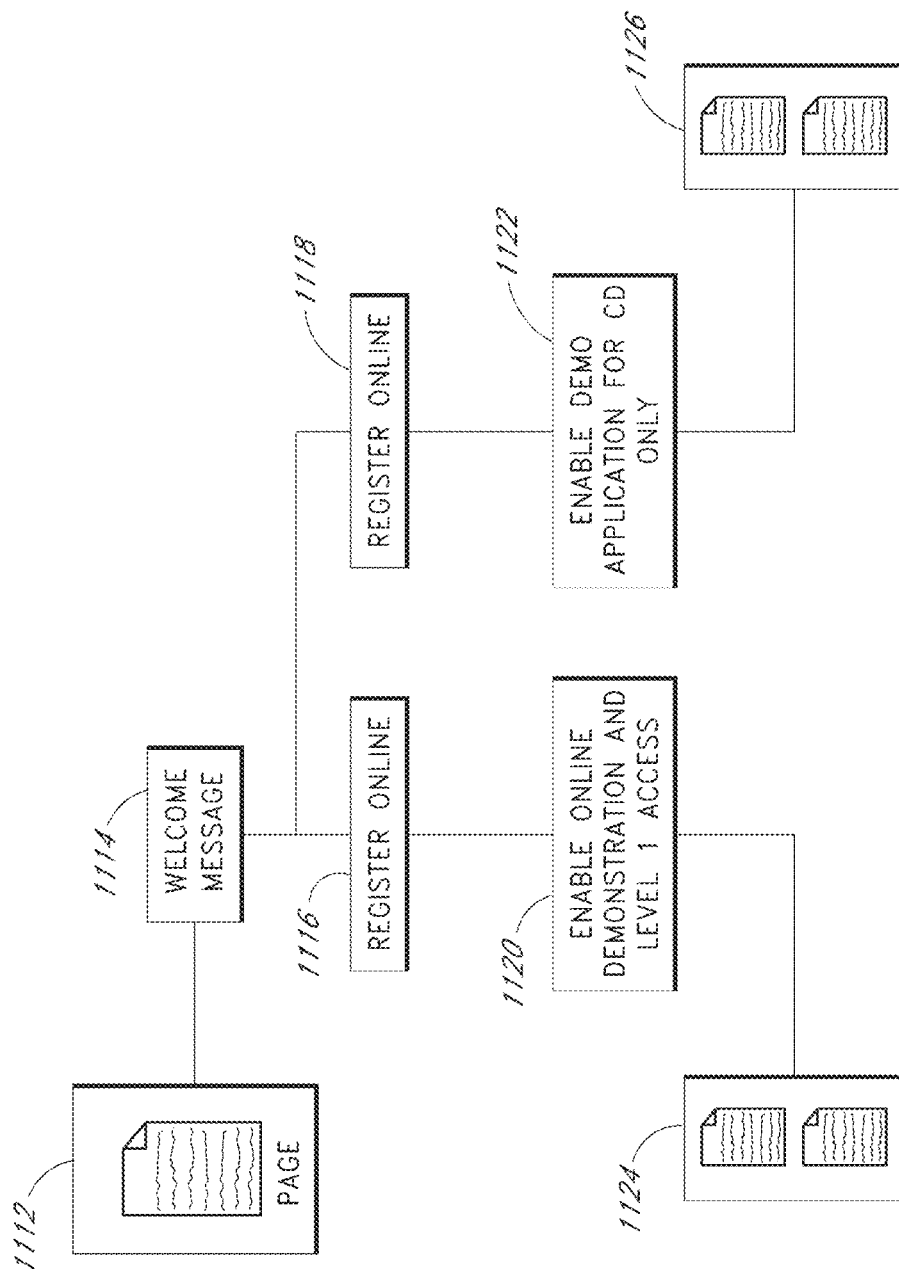 1112
PAGE
1114
WELCOME
MESSAGE
1116
REGISTER ONLINE
1118
REGISTER ONLINE
1120
ENABLE ONLINE
DEMONSTRATION AND
LEVEL 1 ACCESS
1122
ENABLE DEMO
APPLICATION FOR CD
ONLY
1124
1126